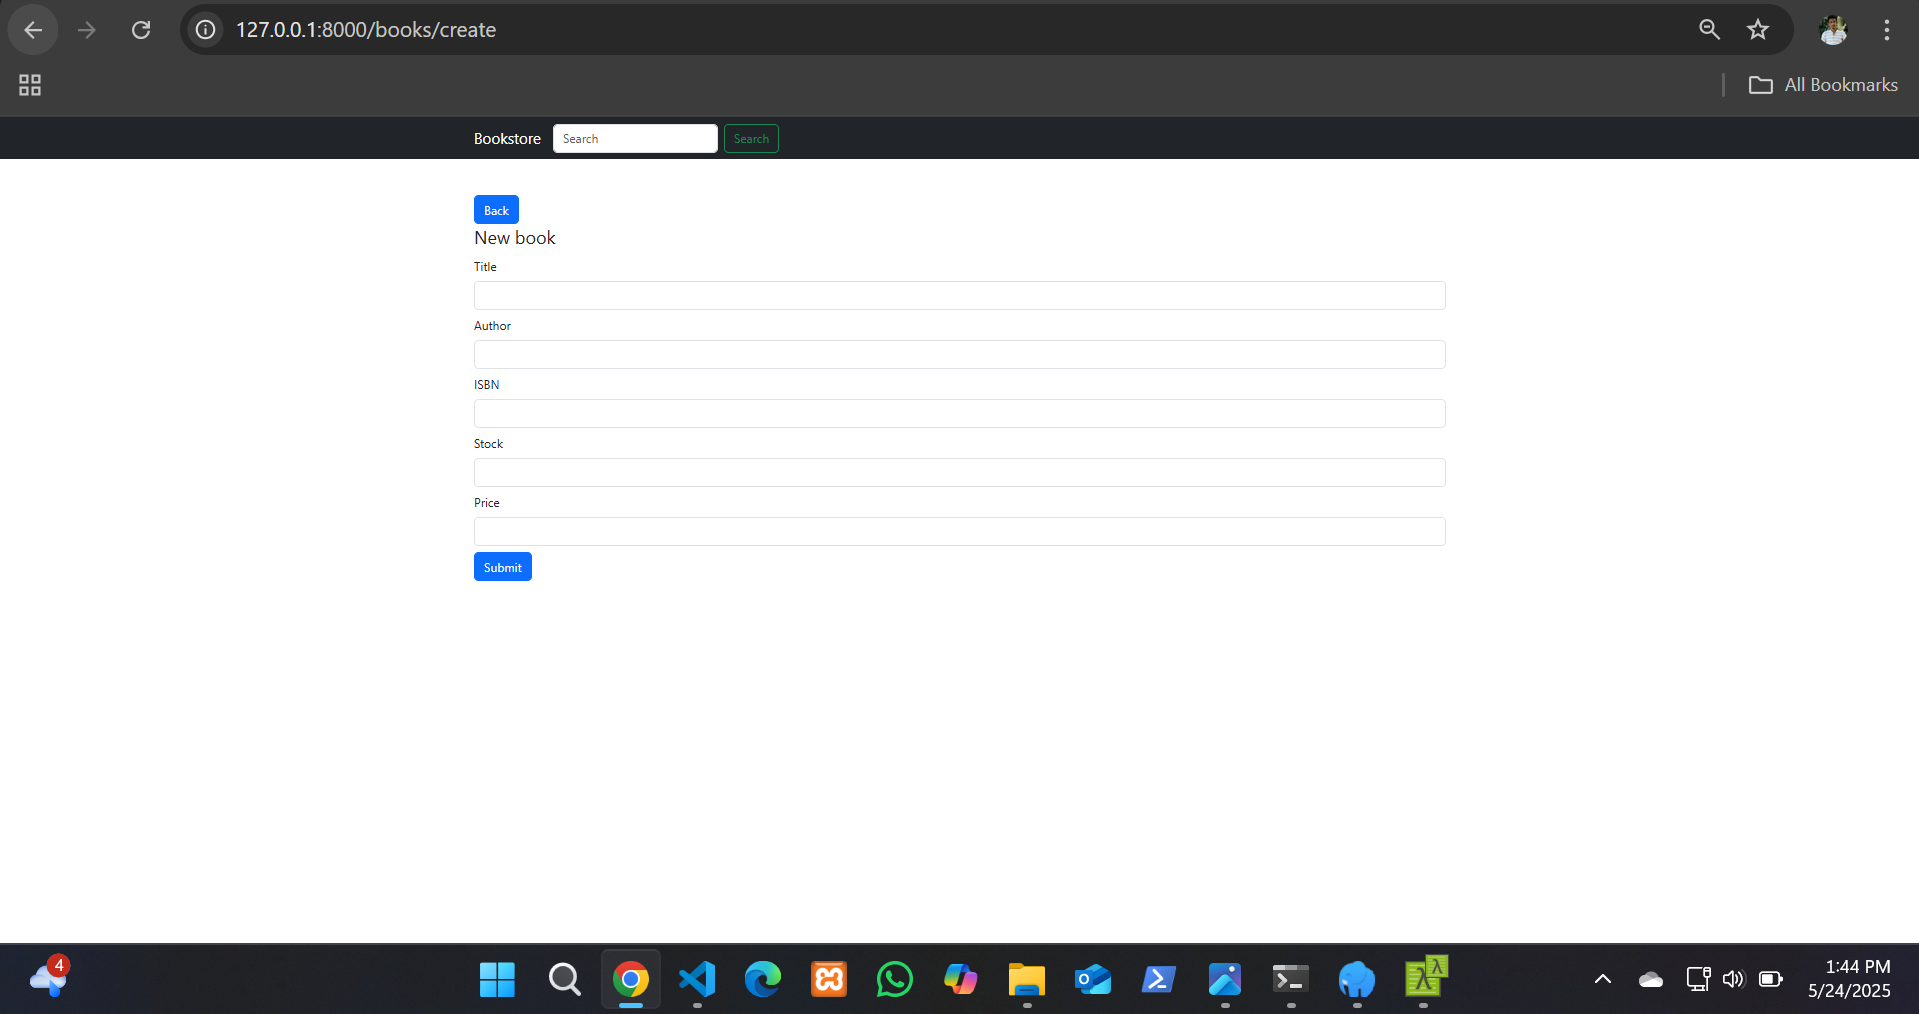 127.0.0.1:8000/books/create
All Bookmarks
Bookstore Search Search
Back
New book
Title
Author
ISBN
Stock
Price
Submit
4
1:44 PM
5/24/2025